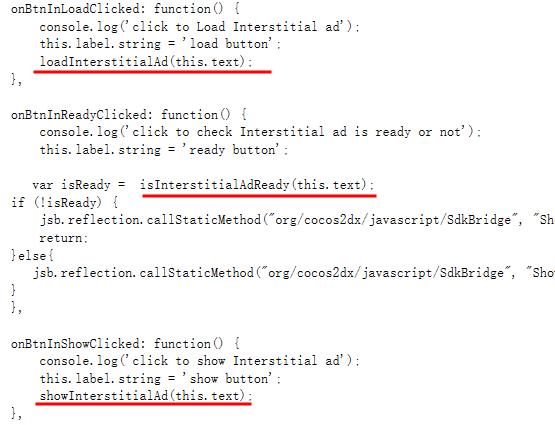 onBtnInLoadClicked: function() {
console.log('click to Load Interstitial ad');
this.label.string = 'load button';
loadInterstitialAd(this.text);
},
onBtnInReadyClicked: function() {
console.log('click to check Interstitial ad is ready or not');
this.label.string = 'ready button';
var isReady = isInterstitialAdReady(this.text);
if (!isReady) {
jsb.reflection.callStaticMethod("org/cocos2dx/javascript/SdkBridge", "Sh
return;
}else{
jsb.reflection.callStaticMethod("org/cocos2dx/javascript/SdkBridge", "Sho
}
},
onBtnInShowClicked: function() {
console.log('click to show Interstitial ad');
this.label.string = 'show button';
showInterstitialAd(this.text);
},